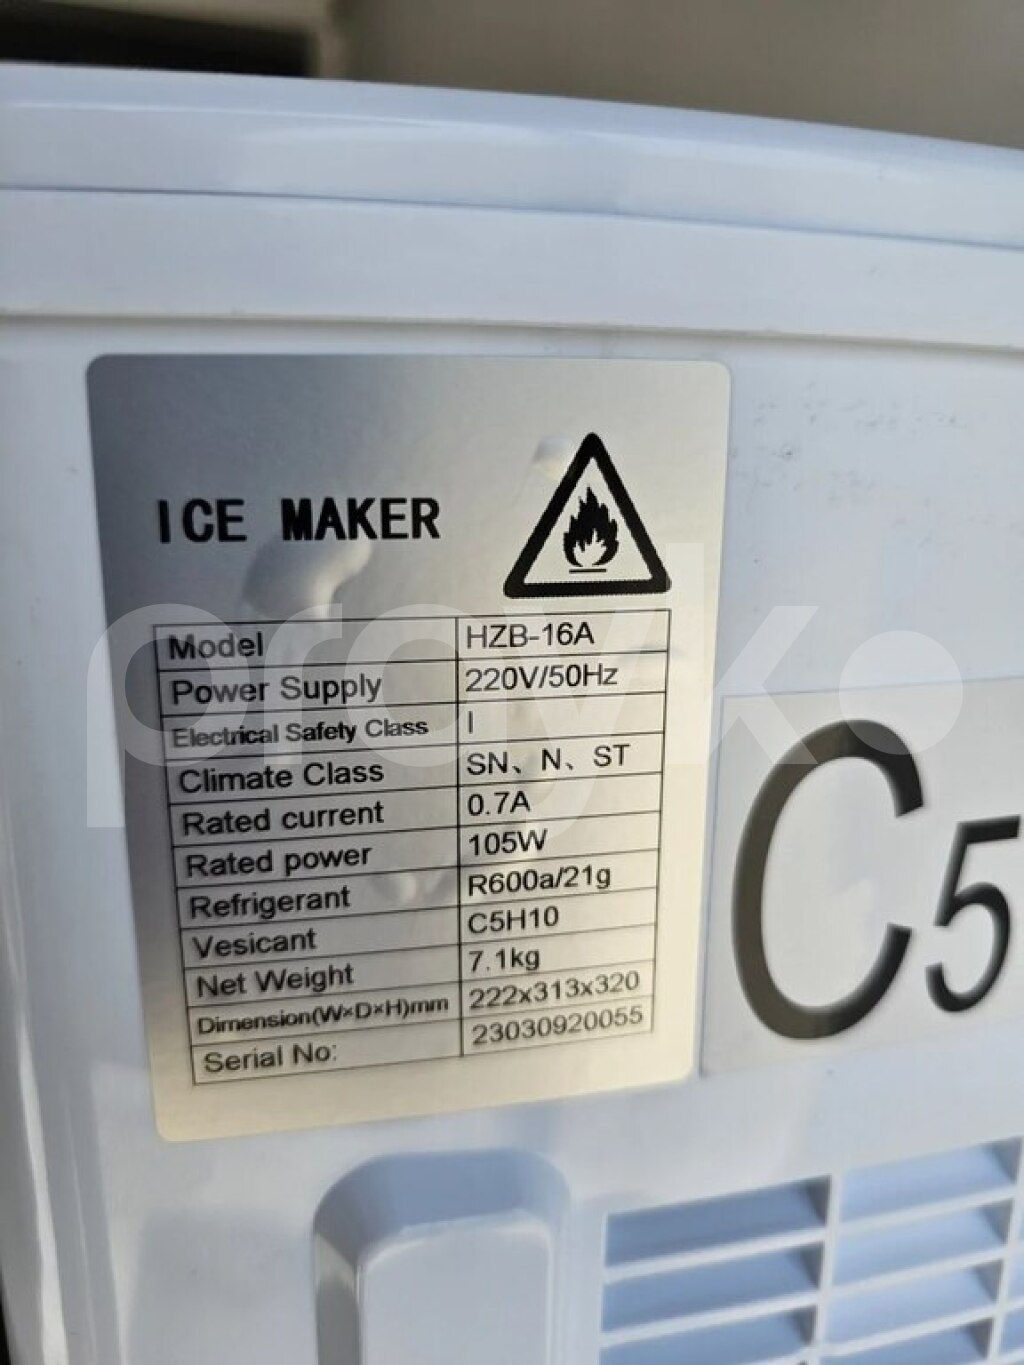 ICE MAKER
Model HZB-16A
Power Supply 220V/50Hz
Electrical Safety Class I
Climate Class SN、N、ST
Rated current 0.7A
Rated power 105W
Refrigerant R600a/21g
Vesicant C5H10
Net Weight 7.1kg
Dimension(W×D×H)mm 222x313x320
Serial No: 23030920055
C5
prayko